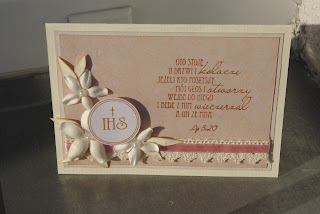 OTO STOJĘ
U DRZWI i kołaczę
JEŻELI KTO POSŁYSZY
MÓJ GŁOS i otworzy
WEJDĘ DO NIEGO
I BĘDĘ Z NIM wieczerzał
A ON ZE MNĄ
Ap 3,20
IHS